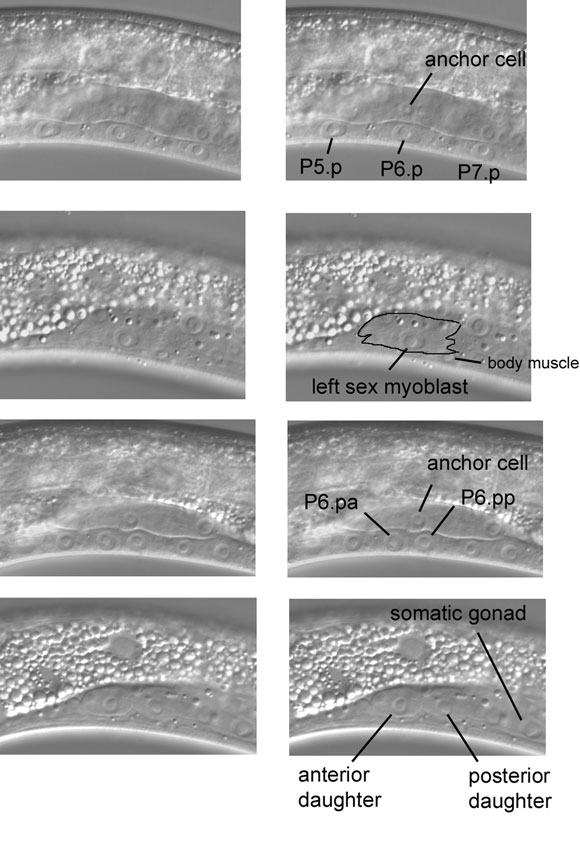 anchor cell
P5.p
P6.p
P7.p
body muscle
left sex myoblast
anchor cell
P6.pa
P6.pp
somatic gonad
anterior
daughter
posterior
daughter